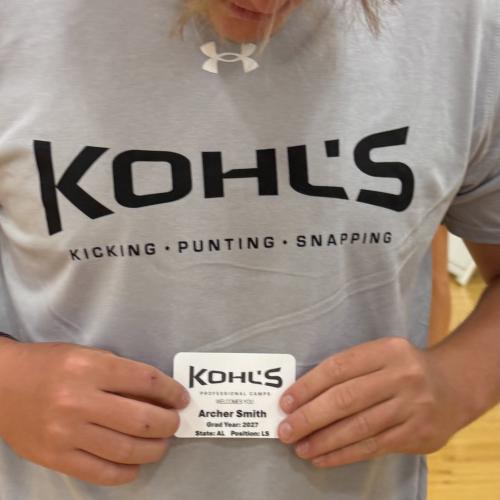 KOHL'S
KICKING · PUNTING · SNAPPING
KOHL'S
PROFESSIONAL CAMPS
WELCOMES YOU
Archer Smith
Grad Year: 2027
State: AL Position: LS